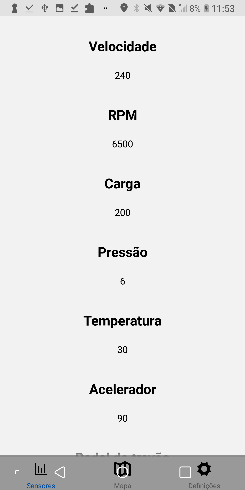 8% 11:53
Velocidade
240
RPM
6500
Carga
200
Pressão
6
Temperatura
30
Acelerador
90
Sensores Mapa Definições